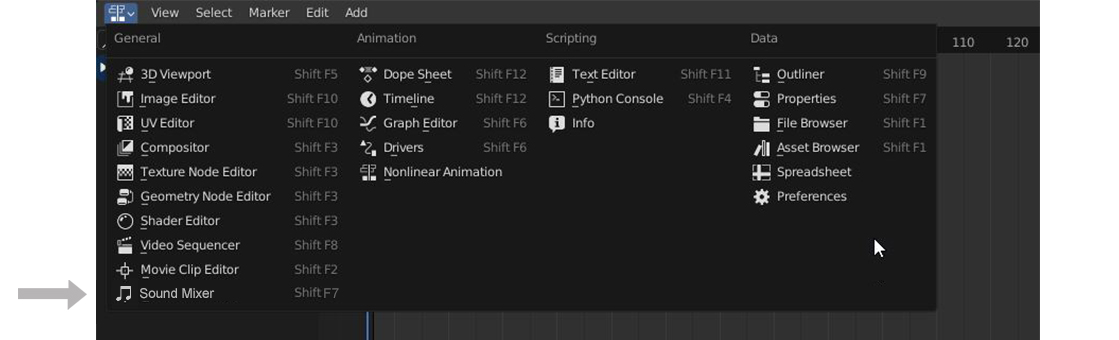 View Select Marker Edit Add
General Animation Scripting Data
110 120
3D Viewport Shift F5 Dope Sheet Shift F12 Text Editor Shift F11 Outliner Shift F9
Image Editor Shift F10 Timeline Shift F12 Python Console Shift F4 Properties Shift F7
UV Editor Shift F10 Graph Editor Shift F6 Info File Browser Shift F1
Compositor Shift F3 Drivers Shift F6 Asset Browser Shift F1
Texture Node Editor Shift F3 Nonlinear Animation Spreadsheet
Geometry Node Editor Shift F3 Preferences
Shader Editor Shift F3
Video Sequencer Shift F8
Movie Clip Editor Shift F2
Sound Mixer Shift F7